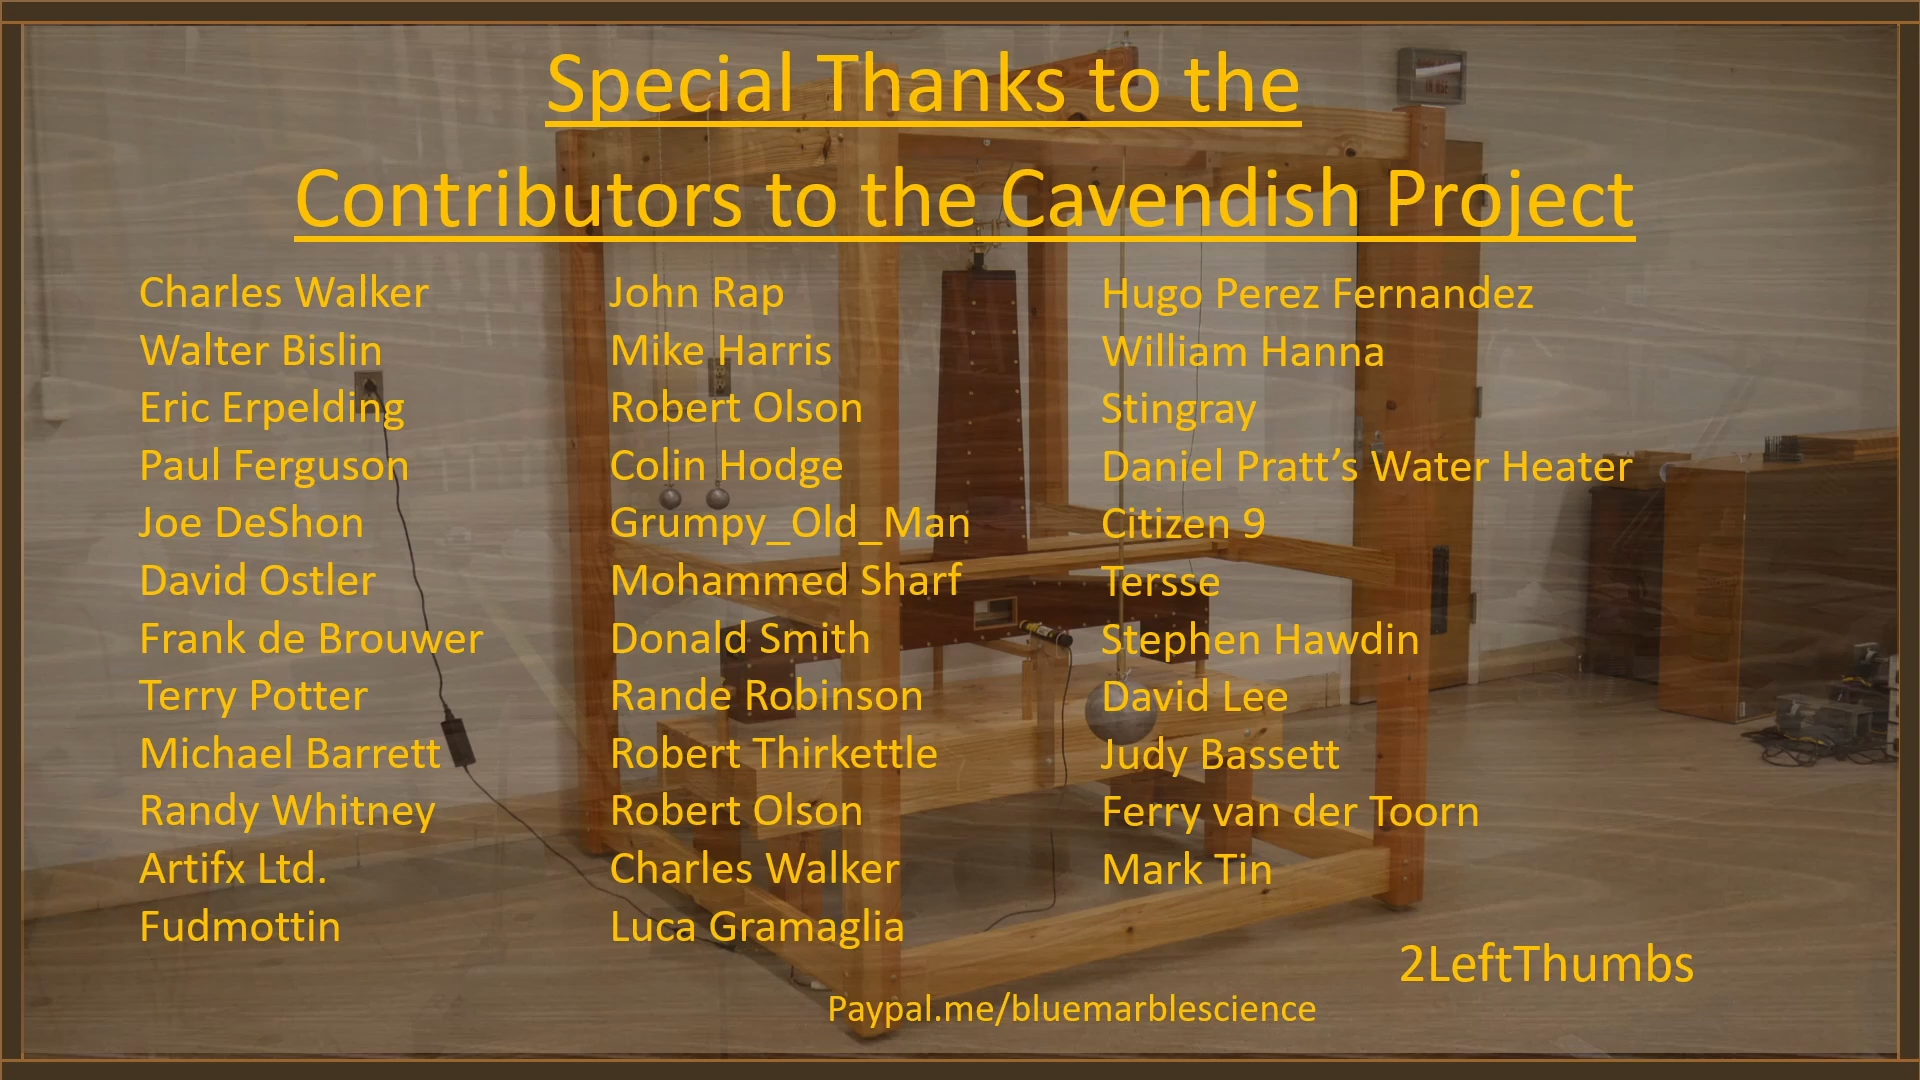 Special Thanks to the
Contributors to the Cavendish Project
Charles Walker
Walter Bislin
Eric Erpelding
Paul Ferguson
Joe DeShon
David Ostler
Frank de Brouwer
Terry Potter
Michael Barrett
Randy Whitney
Artifx Ltd.
Fudmottin
John Rap
Mike Harris
Robert Olson
Colin Hodge
Grumpy_Old_Man
Mohammed Sharf
Donald Smith
Rande Robinson
Robert Thirkettle
Robert Olson
Charles Walker
Luca Gramaglia
Hugo Perez Fernandez
William Hanna
Stingray
Daniel Pratt’s Water Heater
Citizen 9
Tersse
Stephen Hawdin
David Lee
Judy Bassett
Ferry van der Toorn
Mark Tin
2LeftThumbs
Paypal.me/bluemarblescience